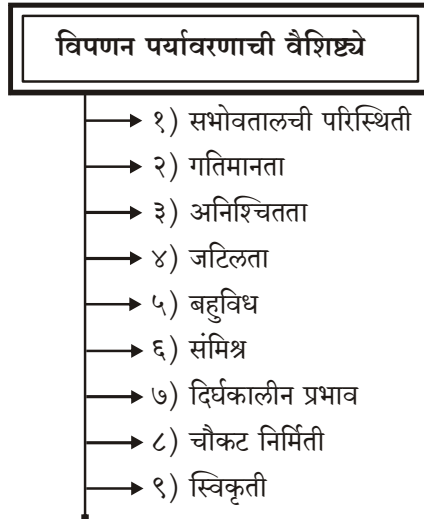 विपणन पर्यावरणाची वैशिष्ट्ये
१) सभोवतालची परिस्थिती
२) गतिमानता
३) अनिश्चितता
४) जटिलता
५) बहुविध
६) संमिश्र
७) दिर्घकालीन प्रभाव
८) चौकट निर्मिती
९) स्विकृती